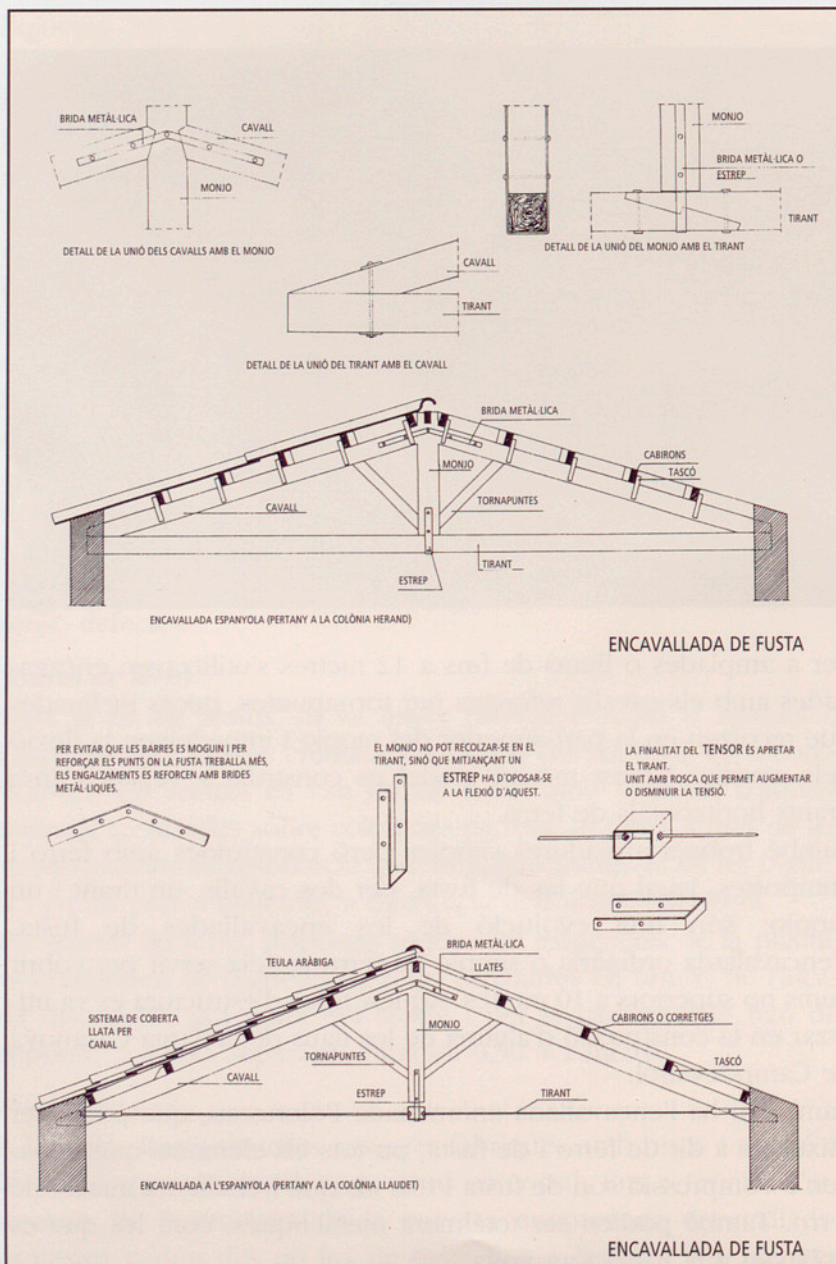 BRIDA METÀL·LICA
CAVALL
MONJO
DETALL DE LA UNIÓ DELS CAVALLS AMB EL MONJO
MONJO
BRIDA METÀL·LICA O
ESTREP
TIRANT
DETALL DE LA UNIÓ DEL MONJO AMB EL TIRANT
CAVALL
TIRANT
DETALL DE LA UNIÓ DEL TIRANT AMB EL CAVALL
BRIDA METÀL·LICA
CABIRONS
TASCÓ
MONJO
TORNAPUNTES
CAVALL
TIRANT
ESTREP
ENCAVALLADA ESPANYOLA (PERTANY A LA COLÒNIA HERAND)
ENCAVALLADA DE FUSTA
PER EVITAR QUE LES BARRES ES MOGUIN I PER
REFORÇAR ELS PUNTS ON LA FUSTA TREBALLA MÉS,
ELS ENGALZAMENTS ES REFORCEN AMB BRIDES
METÀL·LIQUES.
EL MONJO NO POT RECOLZAR-SE EN EL
TIRANT, SINÓ QUE MITJANÇANT UN
ESTREP HA D'OPOSAR-SE
A LA FLEXIÓ D'AQUEST.
LA FINALITAT DEL TENSOR ÉS APRETAR
EL TIRANT.
UNIT AMB ROSCA QUE PERMET AUGMENTAR
O DISMINUIR LA TENSIÓ.
TEULA ARÀBIGA
BRIDA METÀL·LICA
LLATES
SISTEMA DE COBERTA
LLATA PER
CANAL
CABIRONS O CORRETGES
MONJO
TORNAPUNTES
TASCÓ
CAVALL
ESTREP
TIRANT
ENCAVALLADA A L'ESPANYOLA (PERTANY A LA COLÒNIA LLAUDET)
ENCAVALLADA DE FUSTA